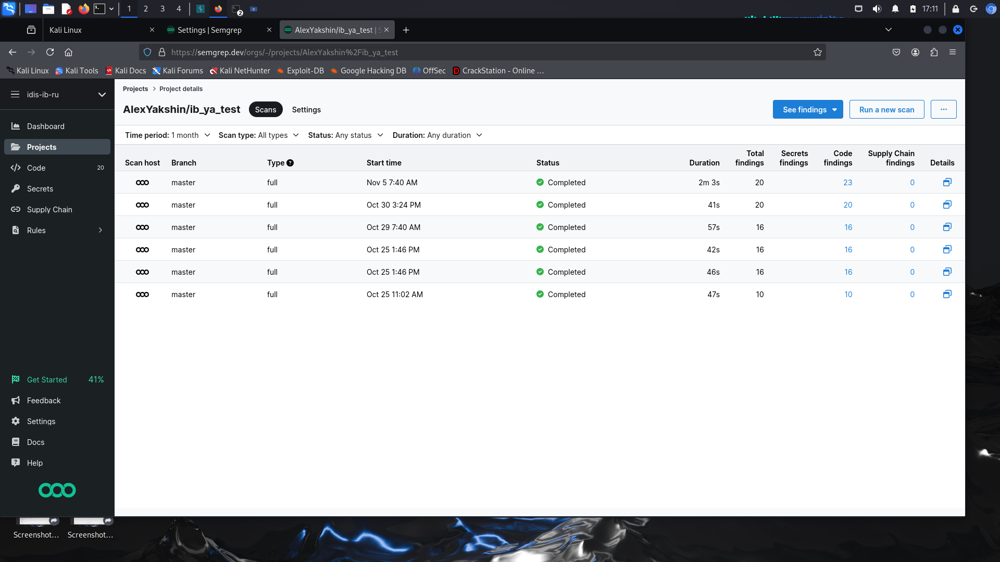 1 2 3 4 2 17:11
Kali Linux
Settings | Semgrep
AlexYakshin/ib_ya_test | S
https://semgrep.dev/orgs/-/projects/AlexYakshin%2Fib_ya_test
Kali Linux Kali Tools Kali Docs Kali Forums Kali NetHunter Exploit-DB Google Hacking DB OffSec CrackStation - Online ...
idis-ib-ru
Dashboard
Projects
Code 20
Secrets
Supply Chain
Rules
Get Started 41%
Feedback
Settings
Docs
Help
Projects > Project details
AlexYakshin/ib_ya_test Scans Settings See findings Run a new scan ...
Time period: 1 month Scan type: All types Status: Any status Duration: Any duration
Scan host Branch Type ? Start time Status Duration Total findings Secrets findings Code findings Supply Chain findings Details
master full Nov 5 7:40 AM Completed 2m 3s 20 23 0
master full Oct 30 3:24 PM Completed 41s 20 20 0
master full Oct 29 7:40 AM Completed 57s 16 16 0
master full Oct 25 1:46 PM Completed 42s 16 16 0
master full Oct 25 1:46 PM Completed 46s 16 16 0
master full Oct 25 11:02 AM Completed 47s 10 10 0
Screenshot... Screenshot...